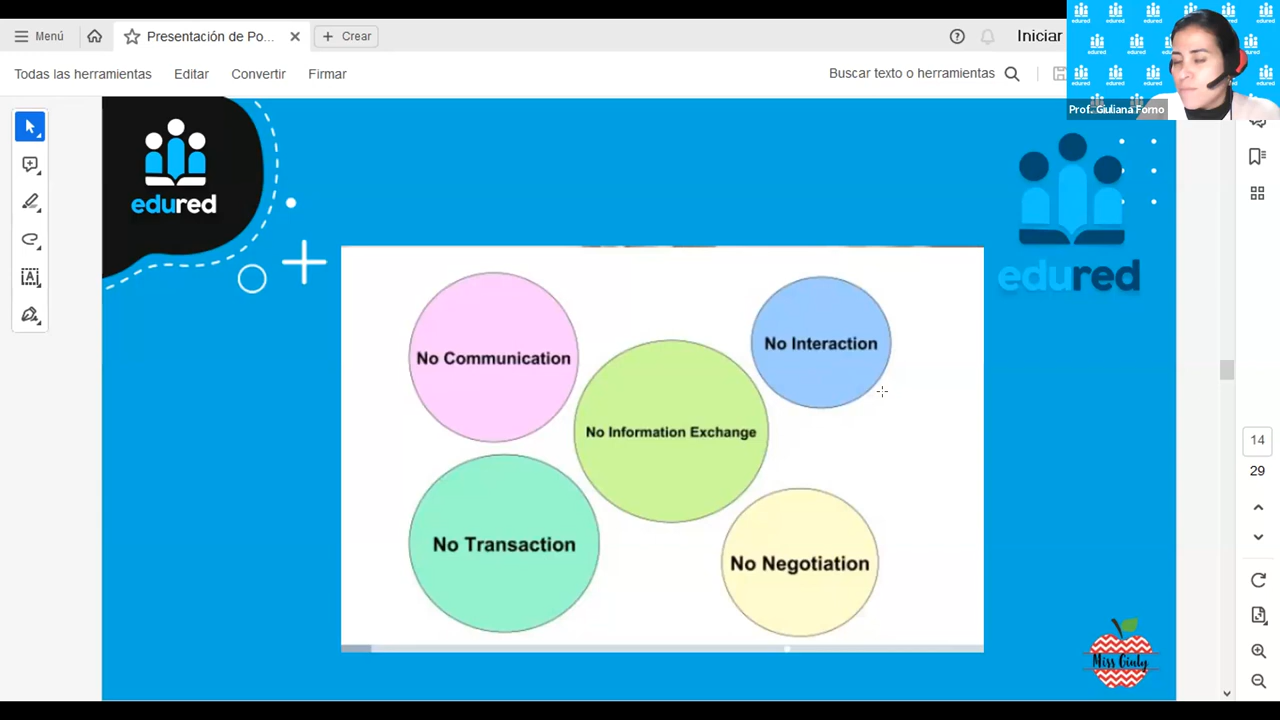 Menú
Presentación de Po...
Crear
Iniciar
Todas las herramientas
Editar
Convertir
Firmar
Buscar texto o herramientas
Prof. Giuliana Forno
edured
edured
No Communication
No Interaction
No Information Exchange
No Transaction
No Negotiation
14
29
Miss Giuly